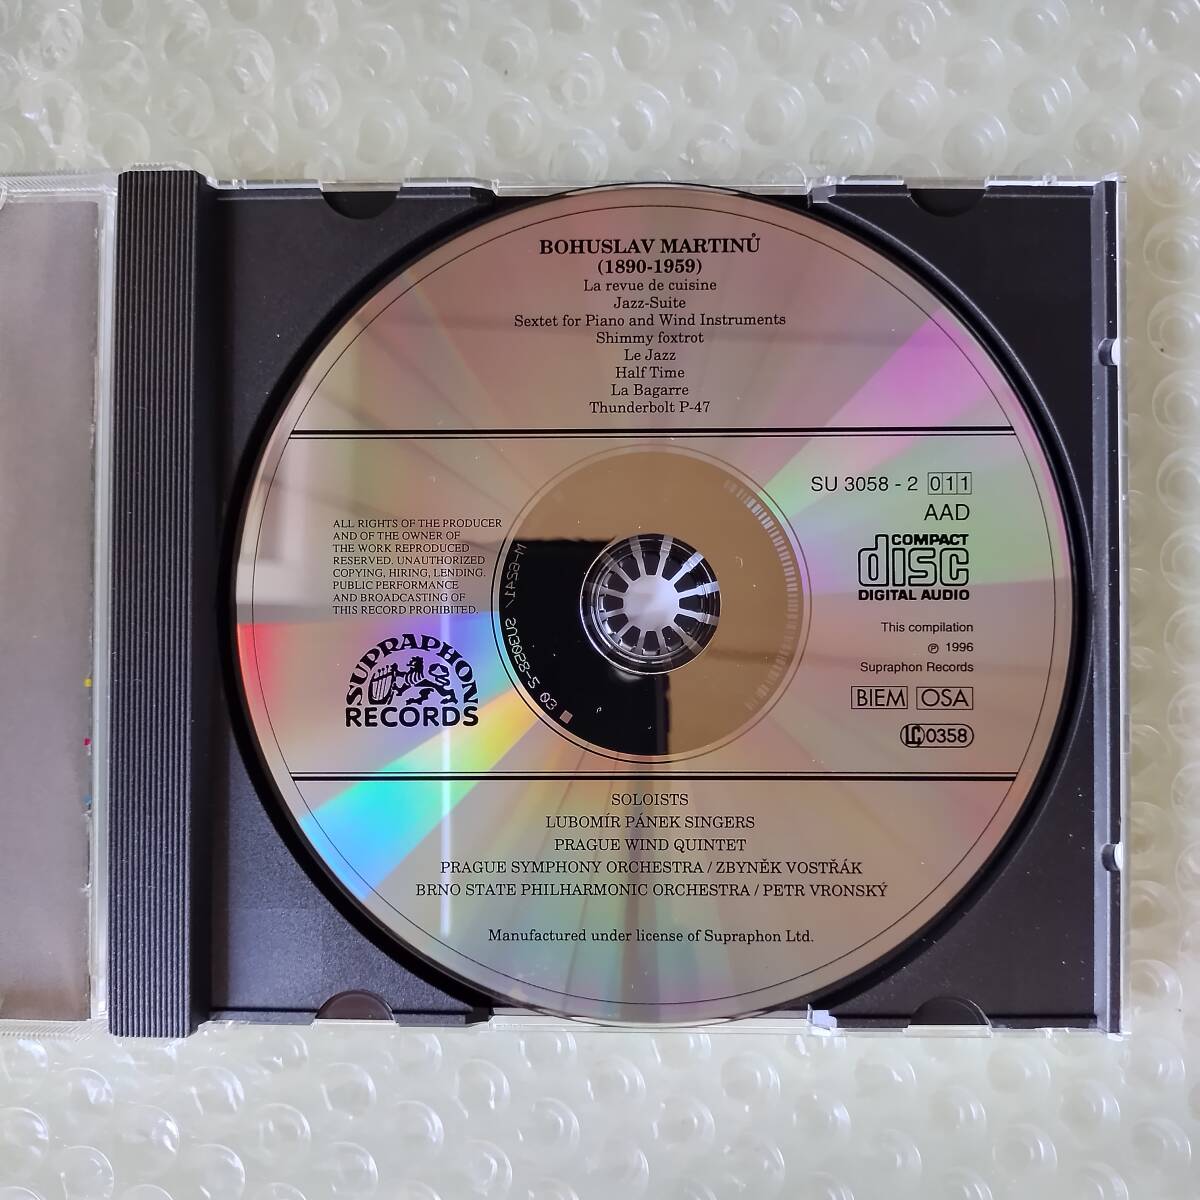 BOHUSLAV MARTINŮ
(1890-1959)
La revue de cuisine
Jazz-Suite
Sextet for Piano and Wind Instruments
Shimmy foxtrot
Le Jazz
Half Time
La Bagarre
Thunderbolt P-47
ALL RIGHTS OF THE PRODUCER
AND OF THE OWNER OF
THE WORK REPRODUCED
RESERVED. UNAUTHORIZED
COPYING, HIRING, LENDING.
PUBLIC PERFORMANCE
AND BROADCASTING OF
THIS RECORD PROHIBITED.
SUPRAPHON
RECORDS
M-6241/ SU3058-2 03
SU 3058 - 2 011
AAD
COMPACT
disc
DIGITAL AUDIO
This compilation
℗ 1996
Supraphon Records
BIEM OSA
LC 0358
SOLOISTS
LUBOMÍR PÁNEK SINGERS
PRAGUE WIND QUINTET
PRAGUE SYMPHONY ORCHESTRA / ZBYNĚK VOSTŘÁK
BRNO STATE PHILHARMONIC ORCHESTRA / PETR VRONSKÝ
Manufactured under license of Supraphon Ltd.